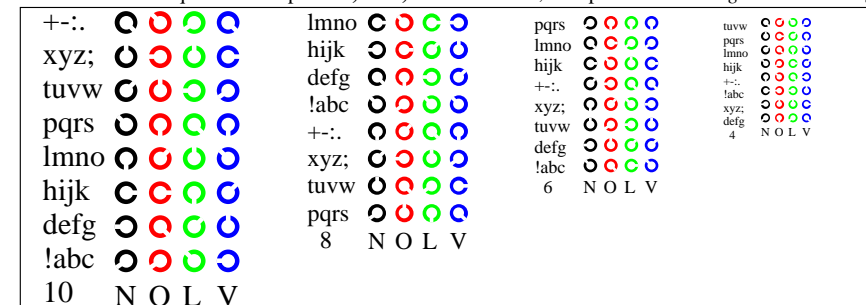 +-:.
xyz;
tuvw
pqrs
lmno
hijk
defg
!abc
10 N O L V
lmno
hijk
defg
!abc
+-:.
xyz;
tuvw
pqrs
8 N O L V
pqrs
lmno
hijk
+-:.
xyz;
tuvw
defg
!abc
6 N O L V
tuvw
pqrs
lmno
hijk
+-:.
!abc
xyz;
defg
4 N O L V